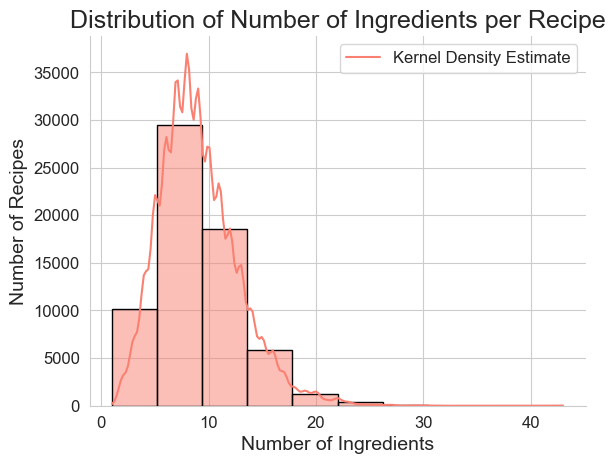 Distribution of Number of Ingredients per Recipe
Kernel Density Estimate
Number of Recipes
35000
30000
25000
20000
15000
10000
5000
0
0 10 20 30 40
Number of Ingredients